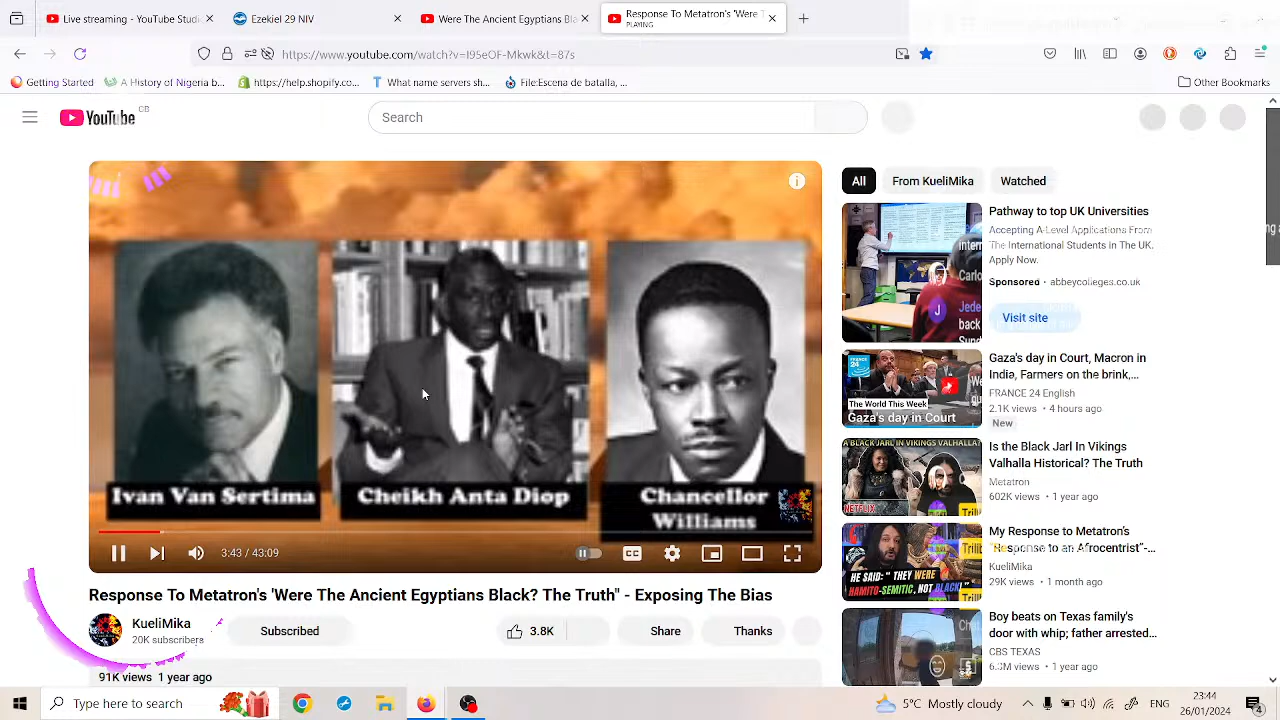 Live streaming - YouTube Stud
Ezekiel 29 NIV
Were The Ancient Egyptians Bl
Response To Metatron's 'Were T
PLAYING
https://www.youtube.com/watch?v=I9SrOF-Mkwk&t=87s
Getting Started
A History of Nigeria b...
https://help.shopify.co...
What name servers sh...
File:Escena de batalla, ...
Other Bookmarks
YouTube GB
Search
Ivan Van Sertima
Cheikh Anta Diop
Chancellor
Williams
3:43 / 43:09
Response To Metatron's 'Were The Ancient Egyptians Black? The Truth" - Exposing The Bias
KueliMika
20K subscribers
Subscribed
3.8K
Share
Thanks
91K views 1 year ago
All
From KueliMika
Watched
Pathway to top UK Universities
Accepting A-Level Applications From
The International Students in The UK.
Apply Now.
Sponsored • abbeycolleges.co.uk
Visit site
Jede
back
FRANCE
24
The World This Week
Gaza's day in Court
Gaza's day in Court, Macron in
India, Farmers on the brink,...
FRANCE 24 English
2.1K views • 4 hours ago
New
A BLACK JARL IN VIKINGS VALHALLA?
NETFLIX
Is the Black Jarl In Vikings
Valhalla Historical? The Truth
Metatron
602K views • 1 year ago
HE SAID: " THEY WERE
HAMITO-SEMITIC, NOT BLACK!"
My Response to Metatron's
"Response to an Afrocentrist"-...
KueliMika
29K views • 1 month ago
Boy beats on Texas family's
door with whip; father arrested...
CBS TEXAS
views • 1 year ago
Type here to search
5°C Mostly cloudy
ENG
23:44
26/01/2024
4